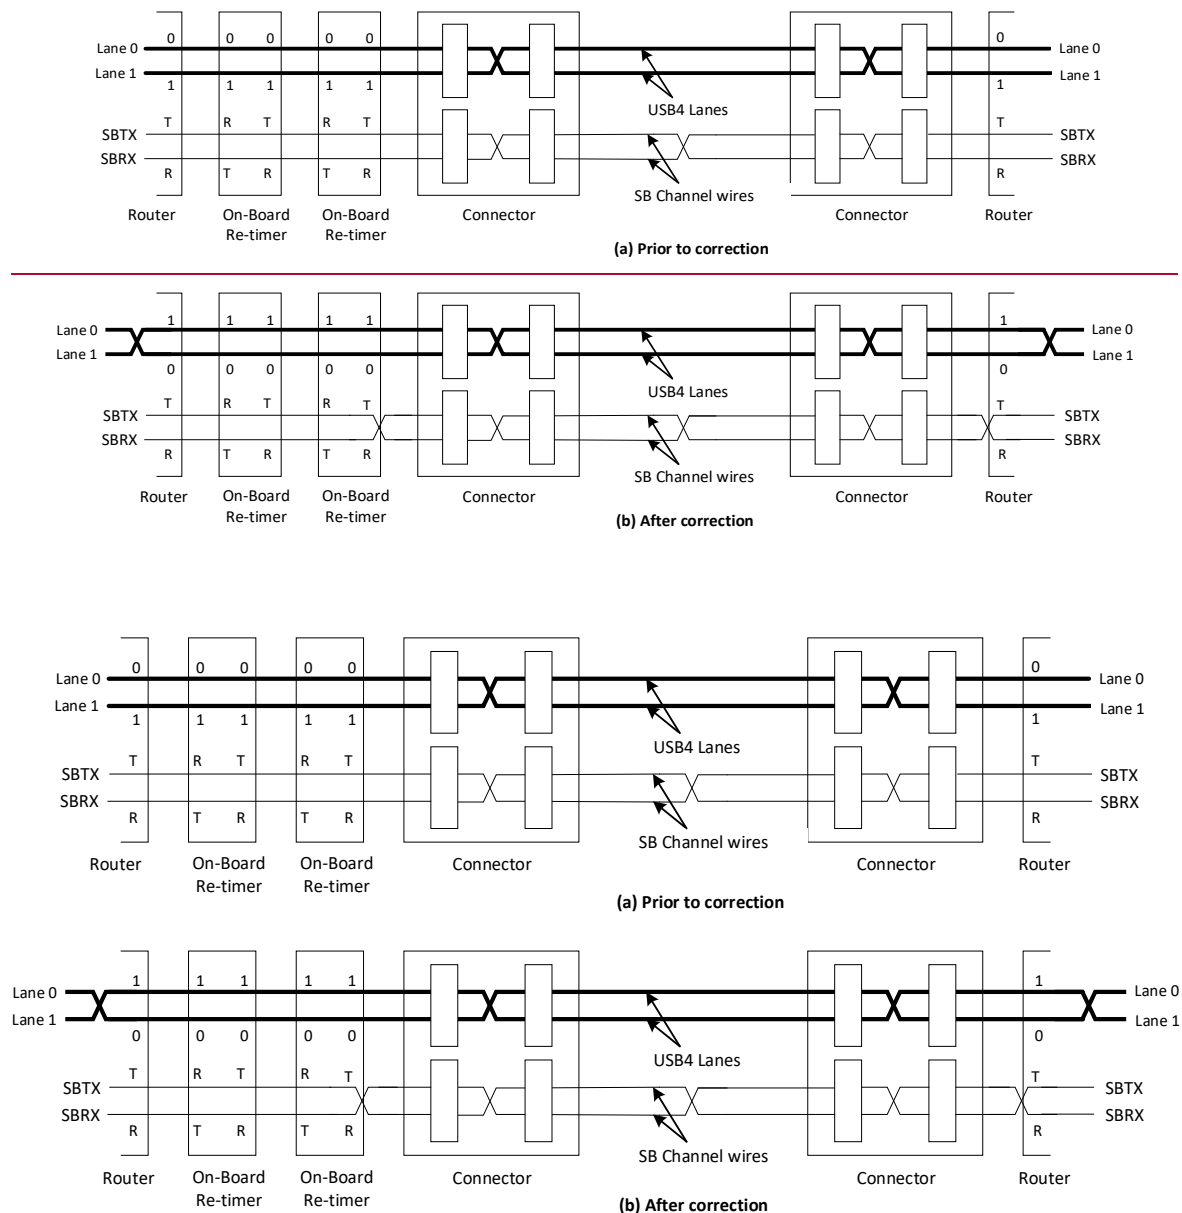 0 0 0 0 0 0
Lane 0 Lane 0
Lane 1 Lane 1
1 1 1 1 1 1
USB4 Lanes
T R T R T T
SBTX SBTX
SBRX SBRX
R T R T R R
SB Channel wires
Router On-Board On-Board Connector Connector Router
Re-timer Re-timer
(a) Prior to correction
1 1 1 1 1 1
Lane 0 Lane 0
Lane 1 Lane 1
0 0 0 0 0 0
USB4 Lanes
T R T R T T
SBTX SBTX
SBRX SBRX
R T R T R R
SB Channel wires
Router On-Board On-Board Connector Connector Router
Re-timer Re-timer
(b) After correction
0 0 0 0 0 0
Lane 0 Lane 0
Lane 1 Lane 1
1 1 1 1 1 1
USB4 Lanes
T R T R T T
SBTX SBTX
SBRX SBRX
R T R T R R
SB Channel wires
Router On-Board On-Board Connector Connector Router
Re-timer Re-timer
(a) Prior to correction
1 1 1 1 1 1
Lane 0 Lane 0
Lane 1 Lane 1
0 0 0 0 0 0
USB4 Lanes
T R T R T T
SBTX SBTX
SBRX SBRX
R T R T R R
SB Channel wires
Router On-Board On-Board Connector Connector Router
Re-timer Re-timer
(b) After correction